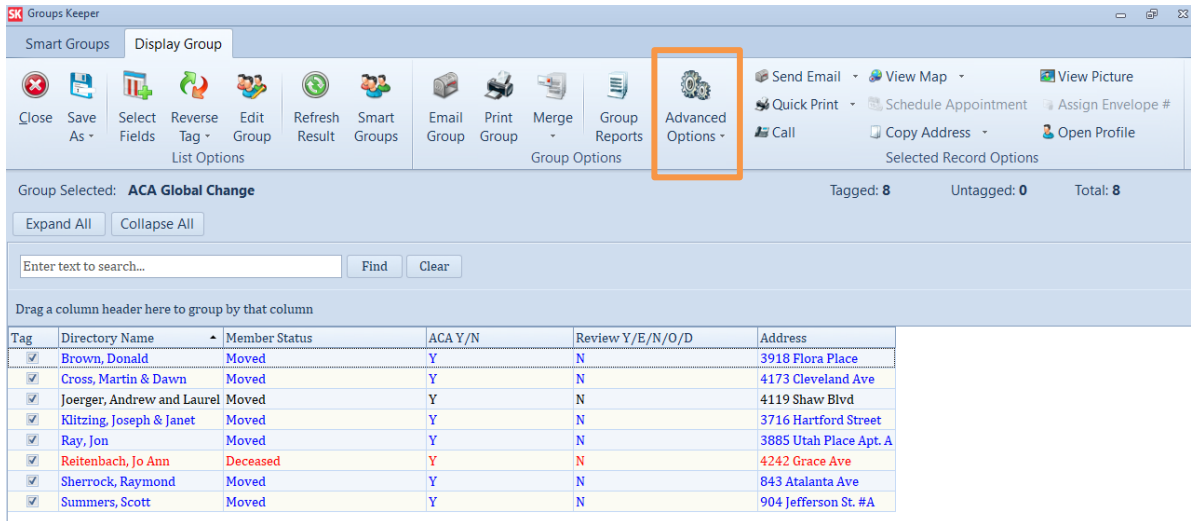 SK Groups Keeper
Smart Groups Display Group
Close Save As Select Fields Reverse Tag Edit Group Refresh Result Smart Groups
List Options
Email Group Print Group Merge Group Reports
Group Options
Advanced Options
Send Email View Map View Picture
Quick Print Schedule Appointment Assign Envelope #
Call Copy Address Open Profile
Selected Record Options
Group Selected: ACA Global Change Tagged: 8 Untagged: 0 Total: 8
Expand All Collapse All
Enter text to search... Find Clear
Drag a column header here to group by that column
Tag Directory Name Member Status ACA Y/N Review Y/E/N/O/D Address
Brown, Donald Moved Y N 3918 Flora Place
Cross, Martin & Dawn Moved Y N 4173 Cleveland Ave
Joerger, Andrew and Laurel Moved Y N 4119 Shaw Blvd
Klitzing, Joseph & Janet Moved Y N 3716 Hartford Street
Ray, Jon Moved Y N 3885 Utah Place Apt. A
Reitenbach, Jo Ann Deceased Y N 4242 Grace Ave
Sherrock, Raymond Moved Y N 843 Atalanta Ave
Summers, Scott Moved Y N 904 Jefferson St. #A